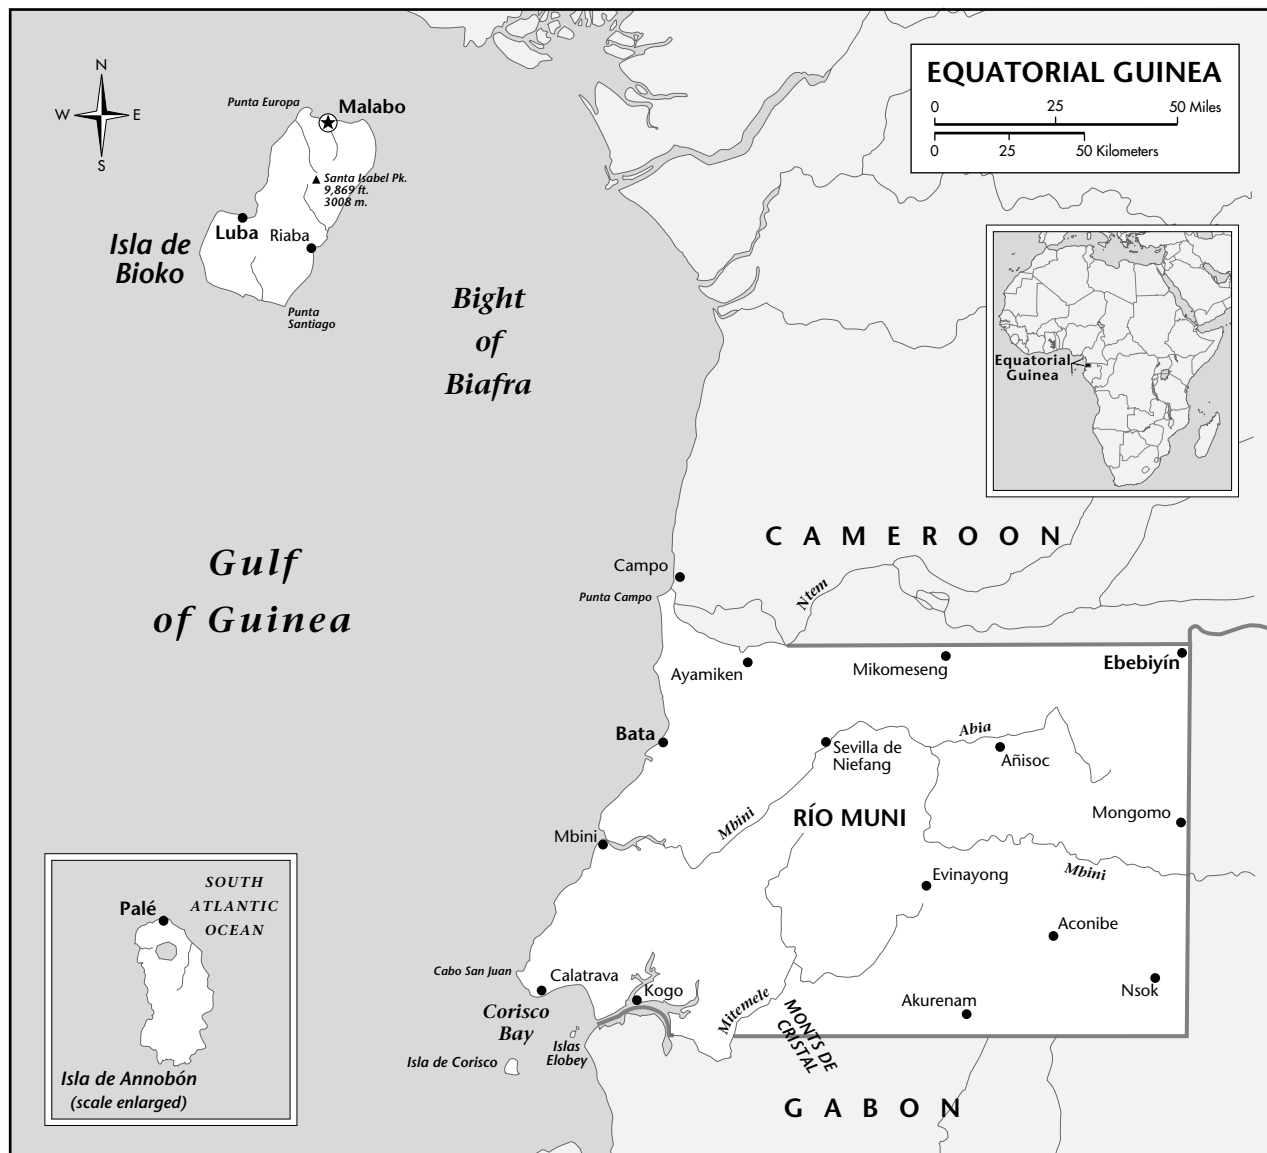 EQUATORIAL GUINEA
0 25 50 Miles
0 25 50 Kilometers
N
W E
S
Punta Europa
Malabo
Santa Isabel Pk.
9,869 ft.
3008 m.
Luba
Riaba
Isla de
Bioko
Punta
Santiago
Bight
of
Biafra
Equatorial
Guinea
Gulf
of Guinea
CAMEROON
Campo
Punta Campo
Ntem
Ayamiken
Mikomeseng
Ebebiyín
Bata
Sevilla de
Niefang
Abia
Añisoc
Mbini
RÍO MUNI
Mongomo
Mbini
Mbini
Evinayong
Aconibe
SOUTH
ATLANTIC
OCEAN
Palé
Isla de Annobón
(scale enlarged)
Cabo San Juan
Calatrava
Kogo
Corisco
Bay
Mitemele
MONTS DE
CRISTAL
Akurenam
Nsok
Islas
Elobey
Isla de Corisco
GABON